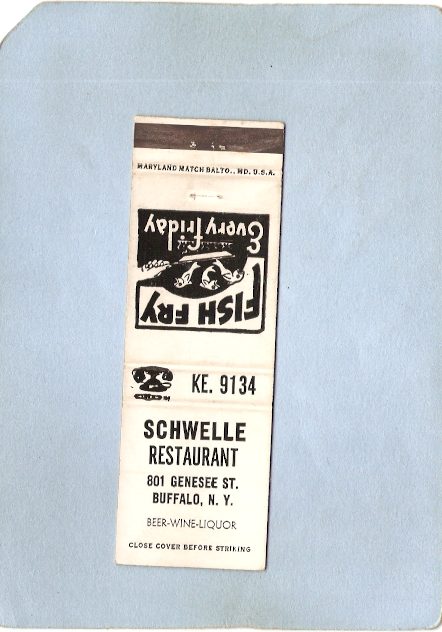 MARYLAND MATCH BALTO., MD. U.S.A.
FISH FRY
Every Friday
KE. 9134
SCHWELLE
RESTAURANT
801 GENESEE ST.
BUFFALO, N. Y.
BEER-WINE-LIQUOR
CLOSE COVER BEFORE STRIKING